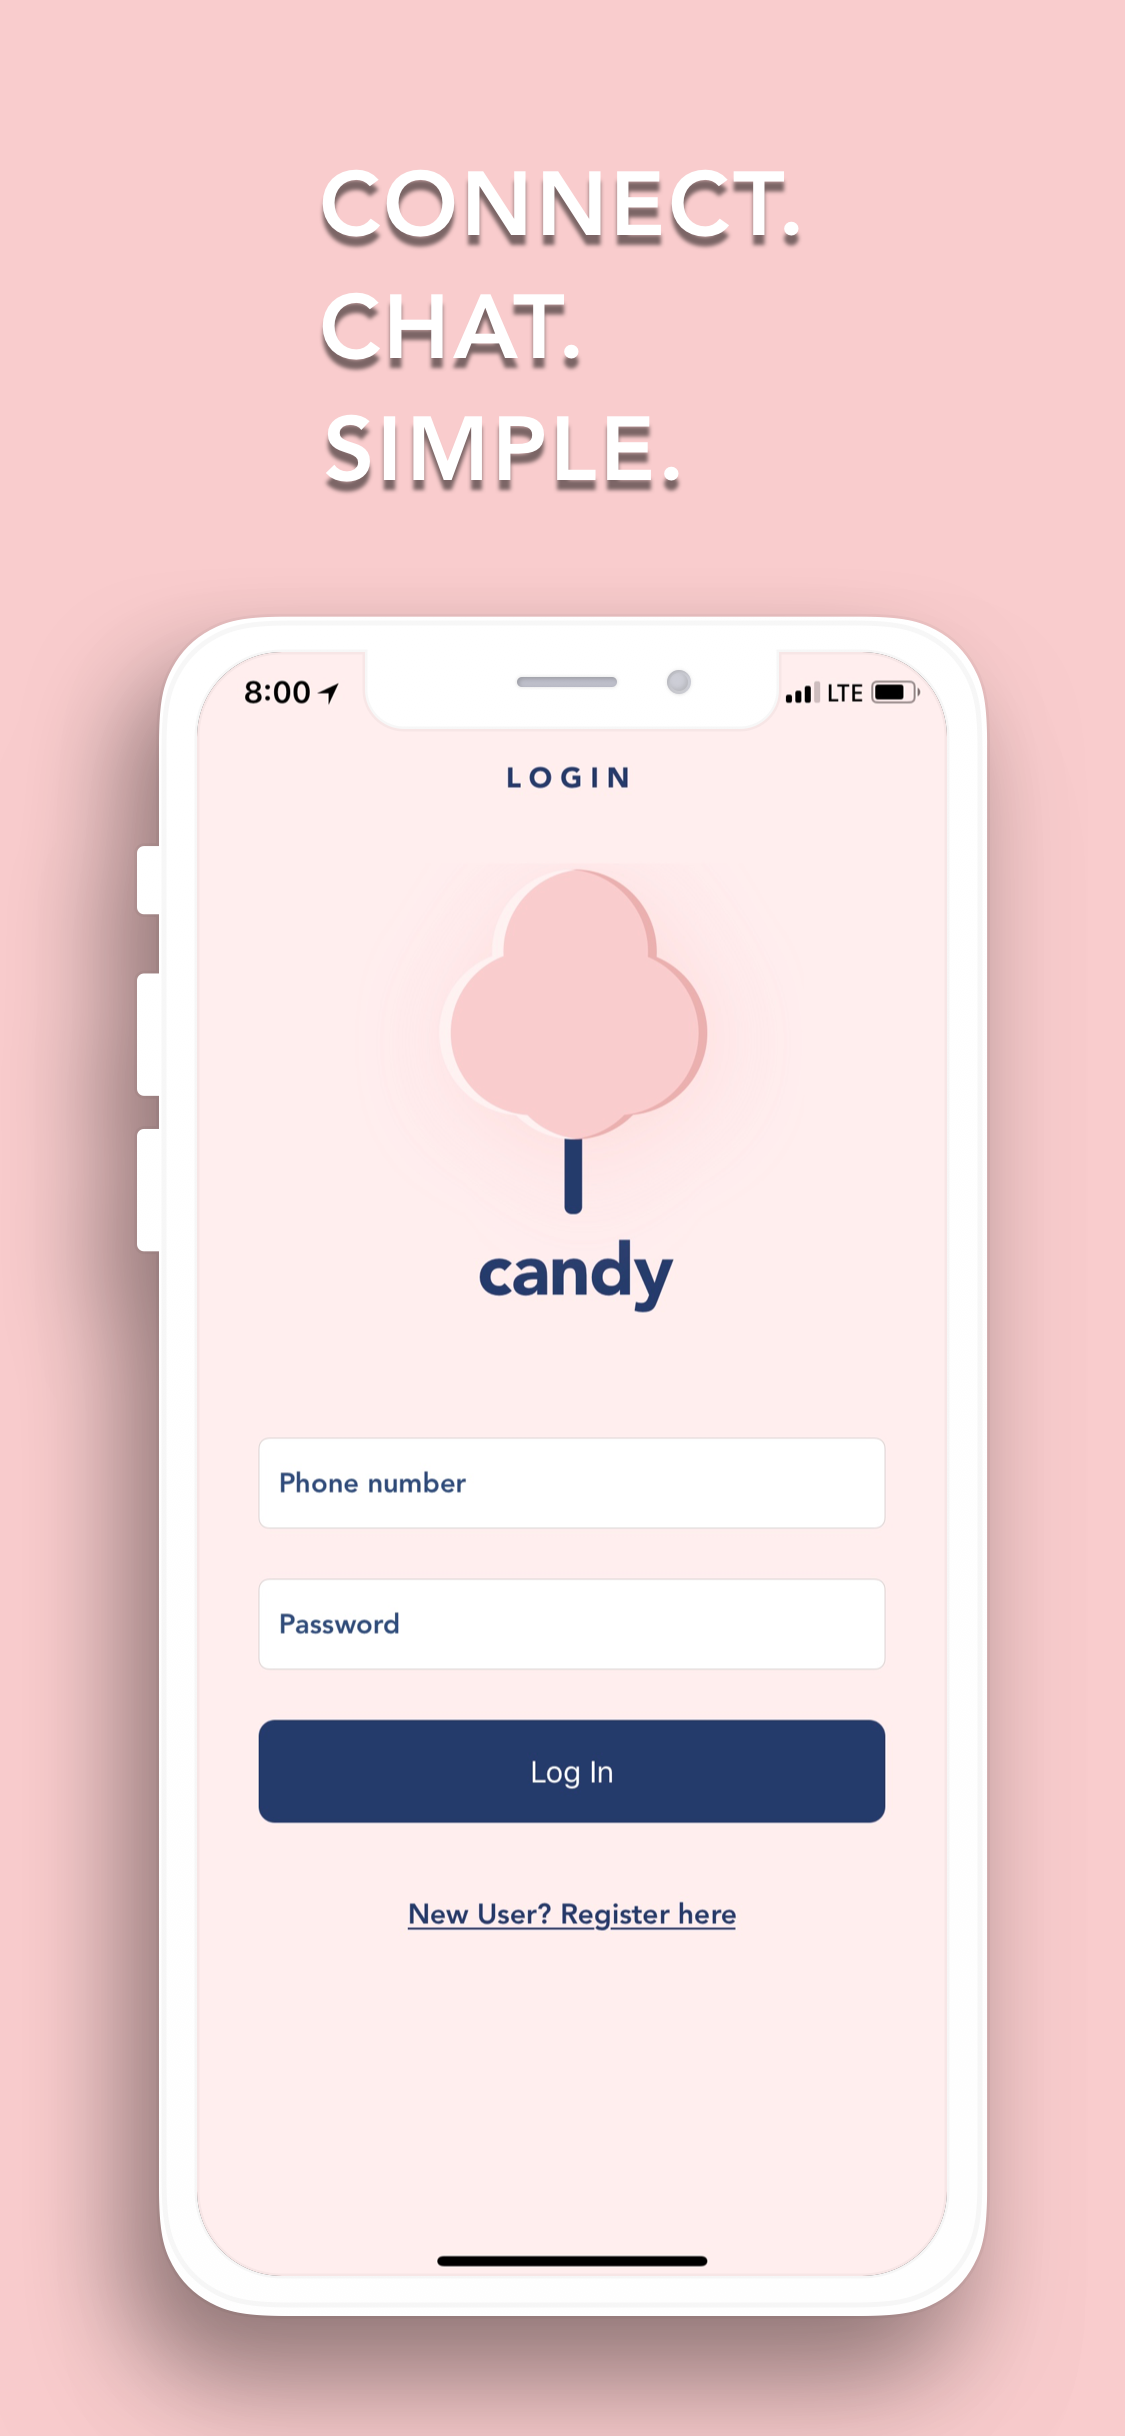 CONNECT.
CHAT.
SIMPLE.
8:00 LTE
LOGIN
candy
Phone number
Password
Log In
New User? Register here